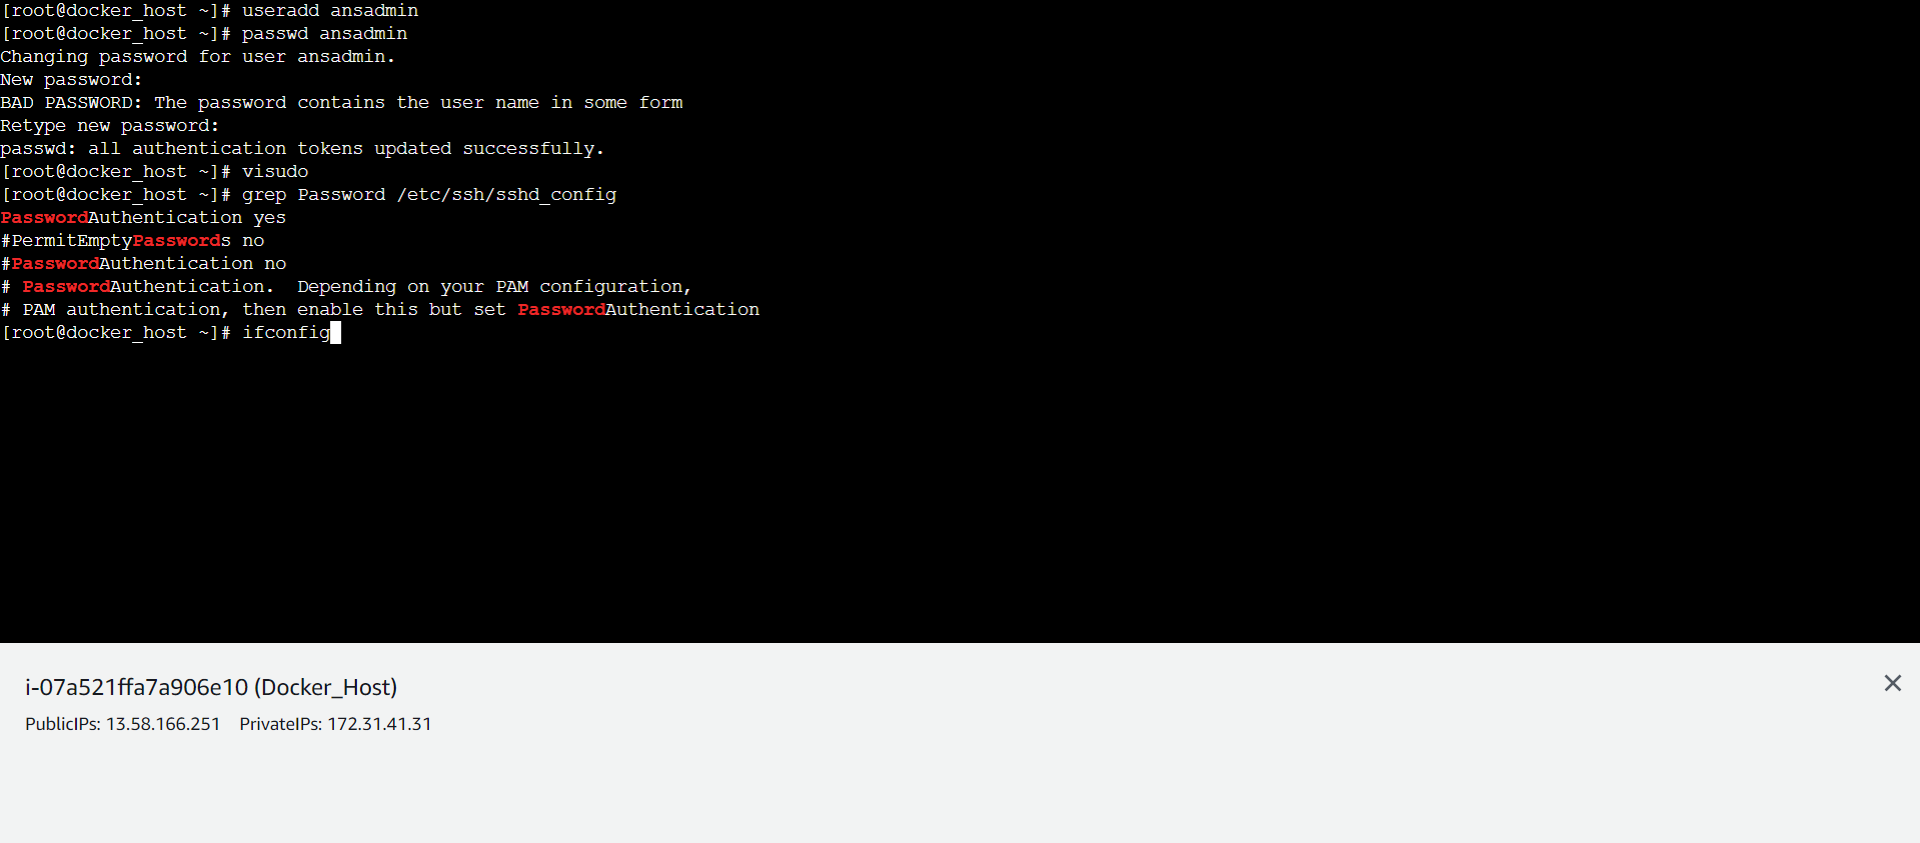 [root@docker_host ~]# useradd ansadmin
[root@docker_host ~]# passwd ansadmin
Changing password for user ansadmin.
New password:
BAD PASSWORD: The password contains the user name in some form
Retype new password:
passwd: all authentication tokens updated successfully.
[root@docker_host ~]# visudo
[root@docker_host ~]# grep Password /etc/ssh/sshd_config
PasswordAuthentication yes
#PermitEmptyPasswords no
#PasswordAuthentication no
# PasswordAuthentication.  Depending on your PAM configuration,
# PAM authentication, then enable this but set PasswordAuthentication
[root@docker_host ~]# ifconfig
i-07a521ffa7a906e10 (Docker_Host)
PublicIPs: 13.58.166.251 PrivateIPs: 172.31.41.31